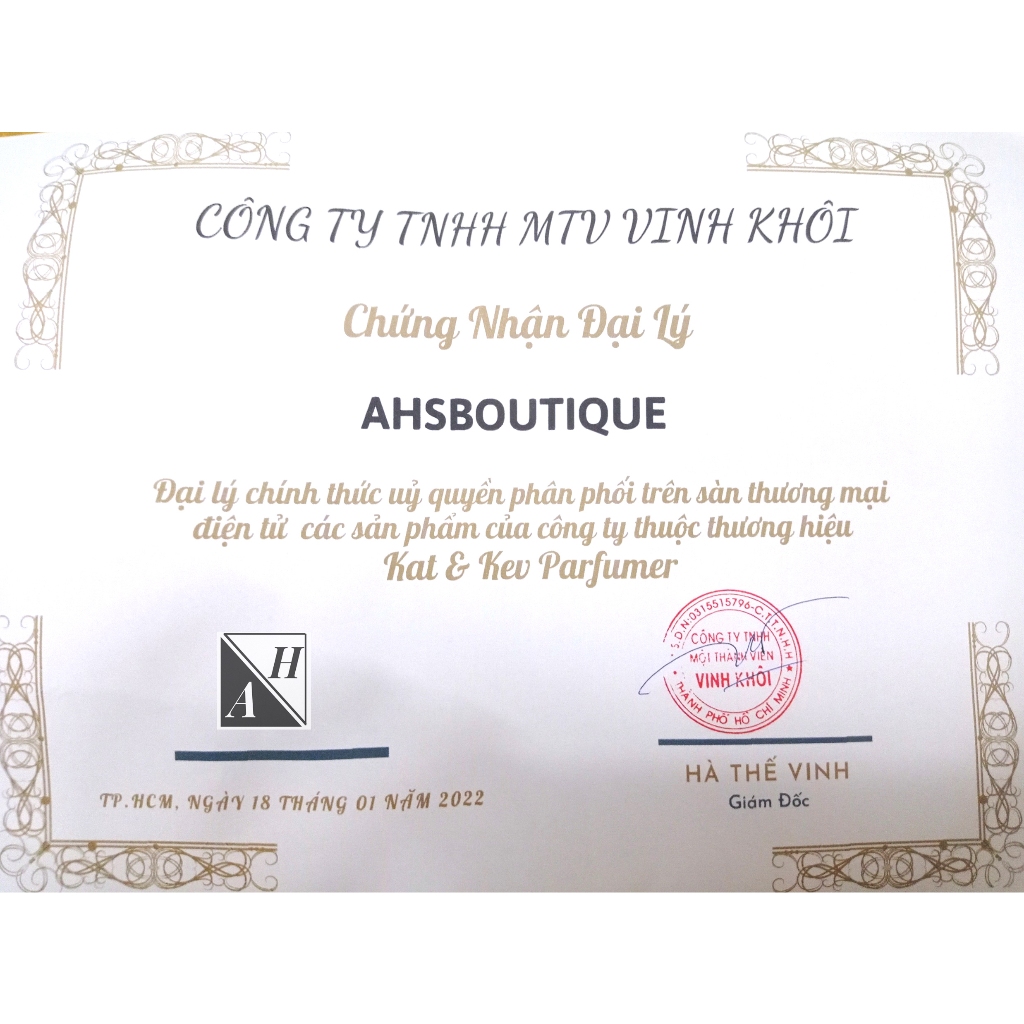 CÔNG TY TNHH MTV VINH KHÔI
Chứng Nhận Đại Lý
AHSBOUTIQUE
Đại lý chính thức uỷ quyền phân phối trên sàn thương mại
điện tử các sản phẩm của công ty thuộc thương hiệu
Kat & Kev Parfumer
H
A
S.D.N:0315515796-C.T.T.N.H.H
CÔNG TY TNHH
MỘT THÀNH VIÊN
VINH KHÔI
THÀNH PHỐ HỒ CHÍ MINH
HÀ THẾ VINH
Giám Đốc
TP.HCM, NGÀY 18 THÁNG 01 NĂM 2022